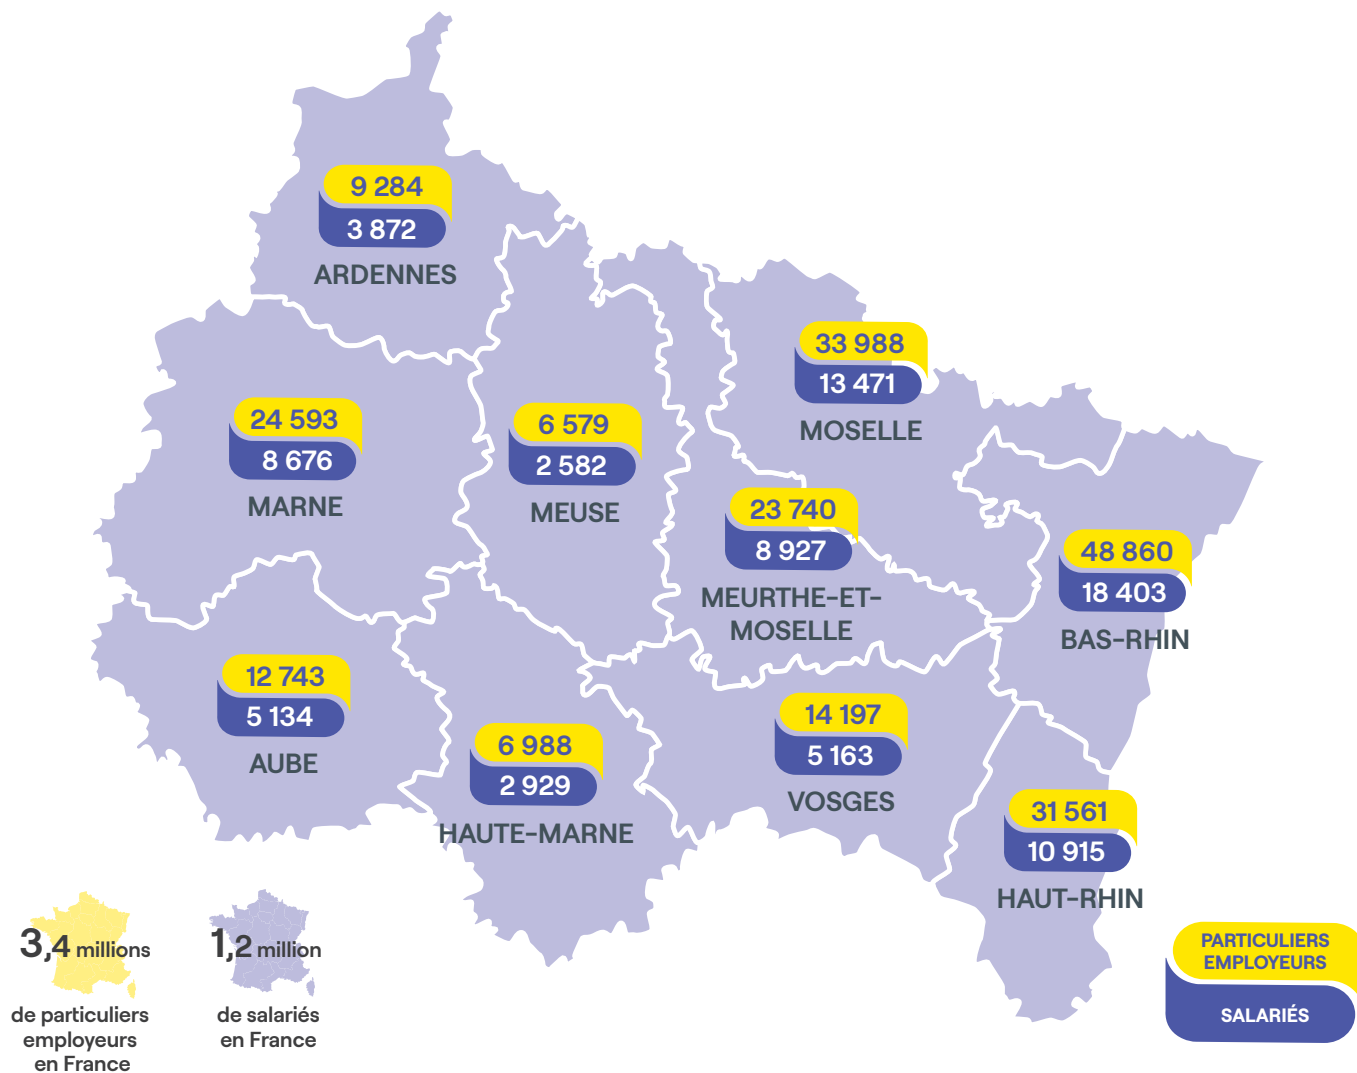 9 284
3 872
ARDENNES
33 988
13 471
MOSELLE
24 593
8 676
MARNE
6 579
2 582
MEUSE
23 740
8 927
MEURTHE-ET-
MOSELLE
48 860
18 403
BAS-RHIN
12 743
5 134
AUBE
6 988
2 929
HAUTE-MARNE
14 197
5 163
VOSGES
31 561
10 915
HAUT-RHIN
3,4 millions
de particuliers
employeurs
en France
1,2 million
de salariés
en France
PARTICULIERS
EMPLOYEURS
SALARIÉS